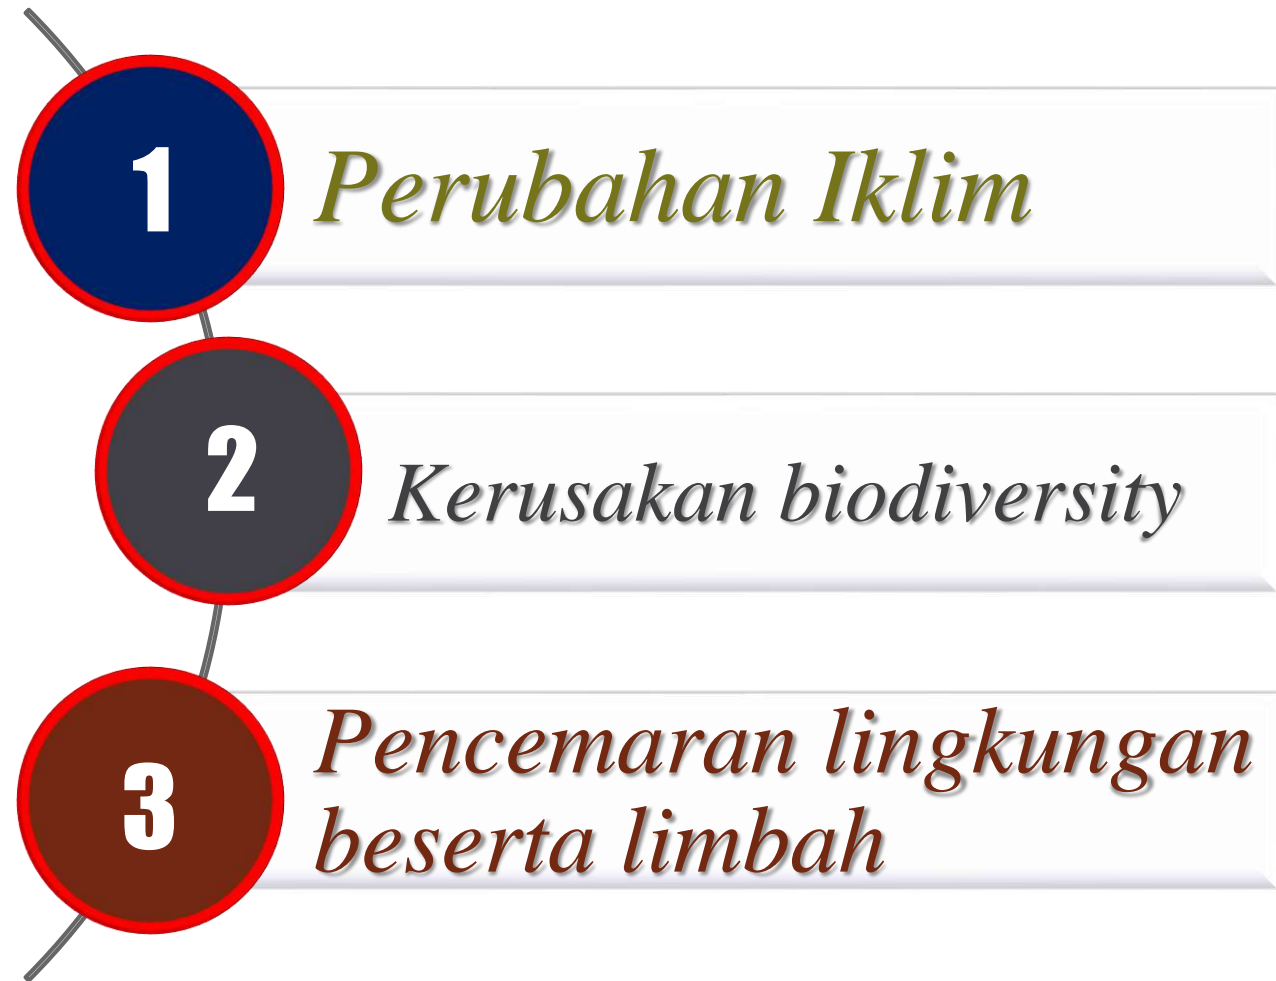 1
Perubahan Iklim
2
Kerusakan biodiversity
3
Pencemaran lingkungan
beserta limbah